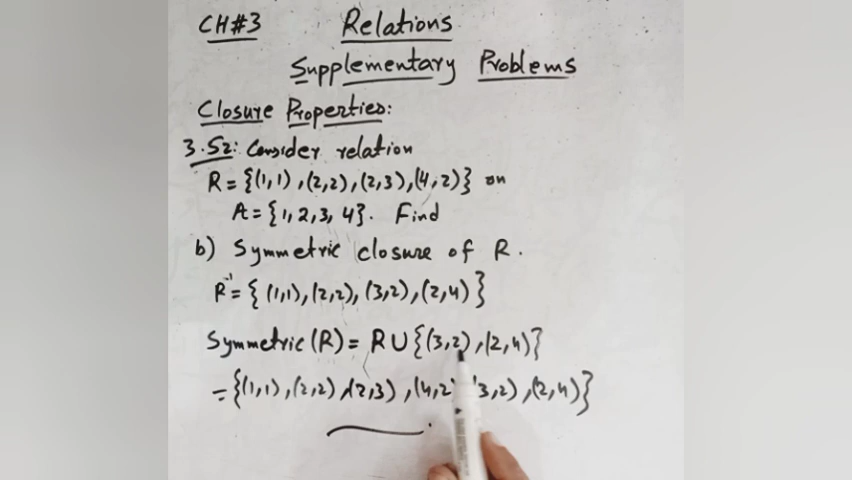 CH#3 Relations
Supplementary Problems
Closure Properties:
3.52: Consider relation
R={(1,1),(2,2),(2,3),(4,2)} on
A={1,2,3,4}. Find
b) Symmetric closure of R.
R⁻¹={(1,1),(2,2),(3,2),(2,4)}
Symmetric(R)= R∪{(3,2),(2,4)}
={(1,1),(2,2),(2,3),(4,2) 3,2),(2,4)}